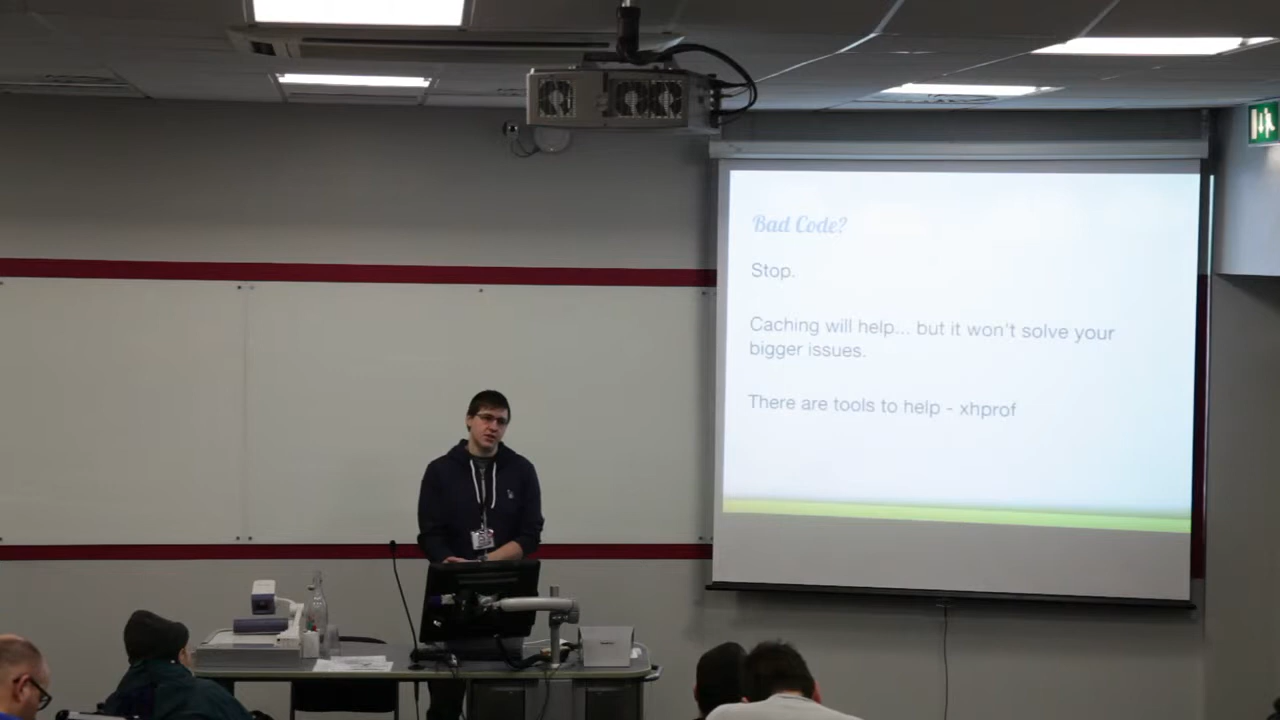 Bad Code?
Stop.
Caching will help... but it won't solve your
bigger issues.
There are tools to help - xhprof